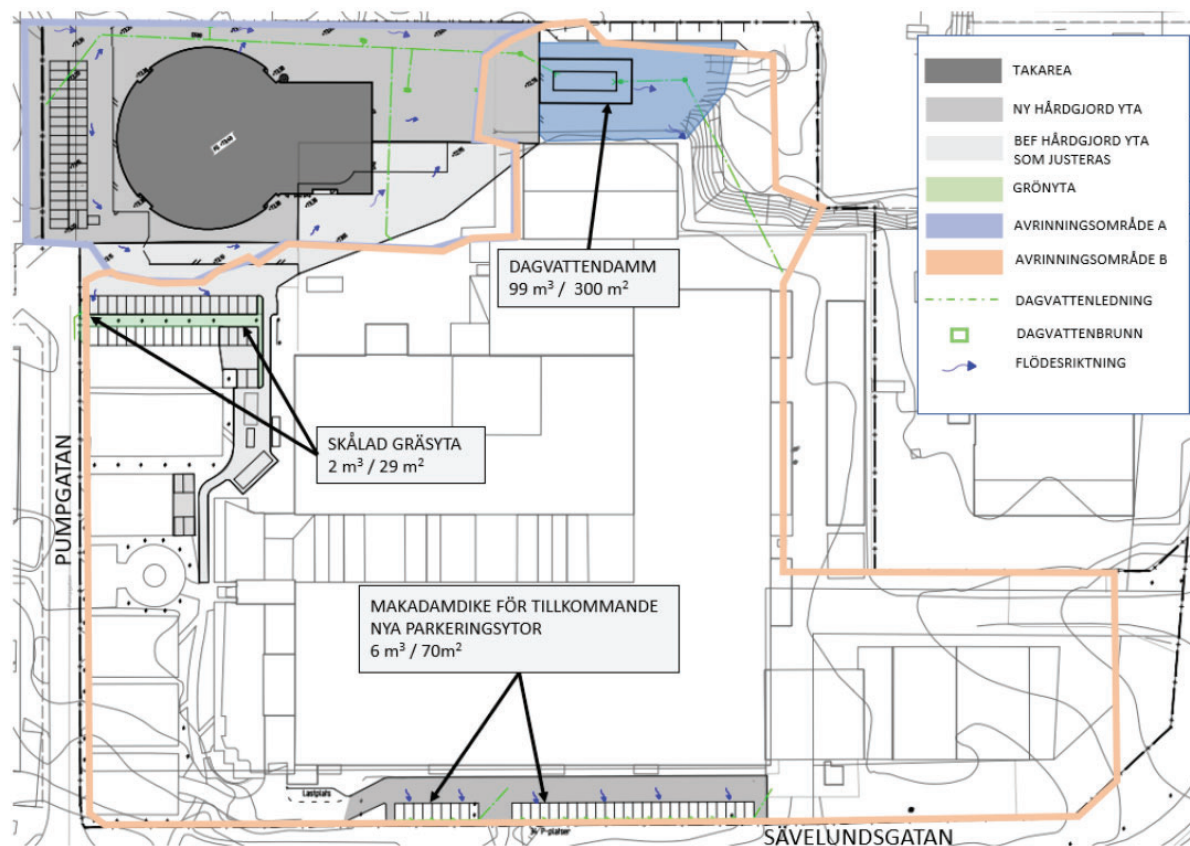 TAKAREA
NY HÅRDGJORD YTA
BEF HÅRDGJORD YTA
SOM JUSTERAS
GRÖNYTA
AVRINNINGSOMRÅDE A
AVRINNINGSOMRÅDE B
DAGVATTENLEDNING
DAGVATTENBRUNN
FLÖDESRIKTNING
DAGVATTENDAMM
99 m³ / 300 m²
SKÅLAD GRÄSYTA
2 m³ / 29 m²
PUMPGATAN
MAKADAMDIKE FÖR TILLKOMMANDE
NYA PARKERINGSYTOR
6 m³ / 70m²
Lastplats
P-platser
SÄVELUNDSGATAN